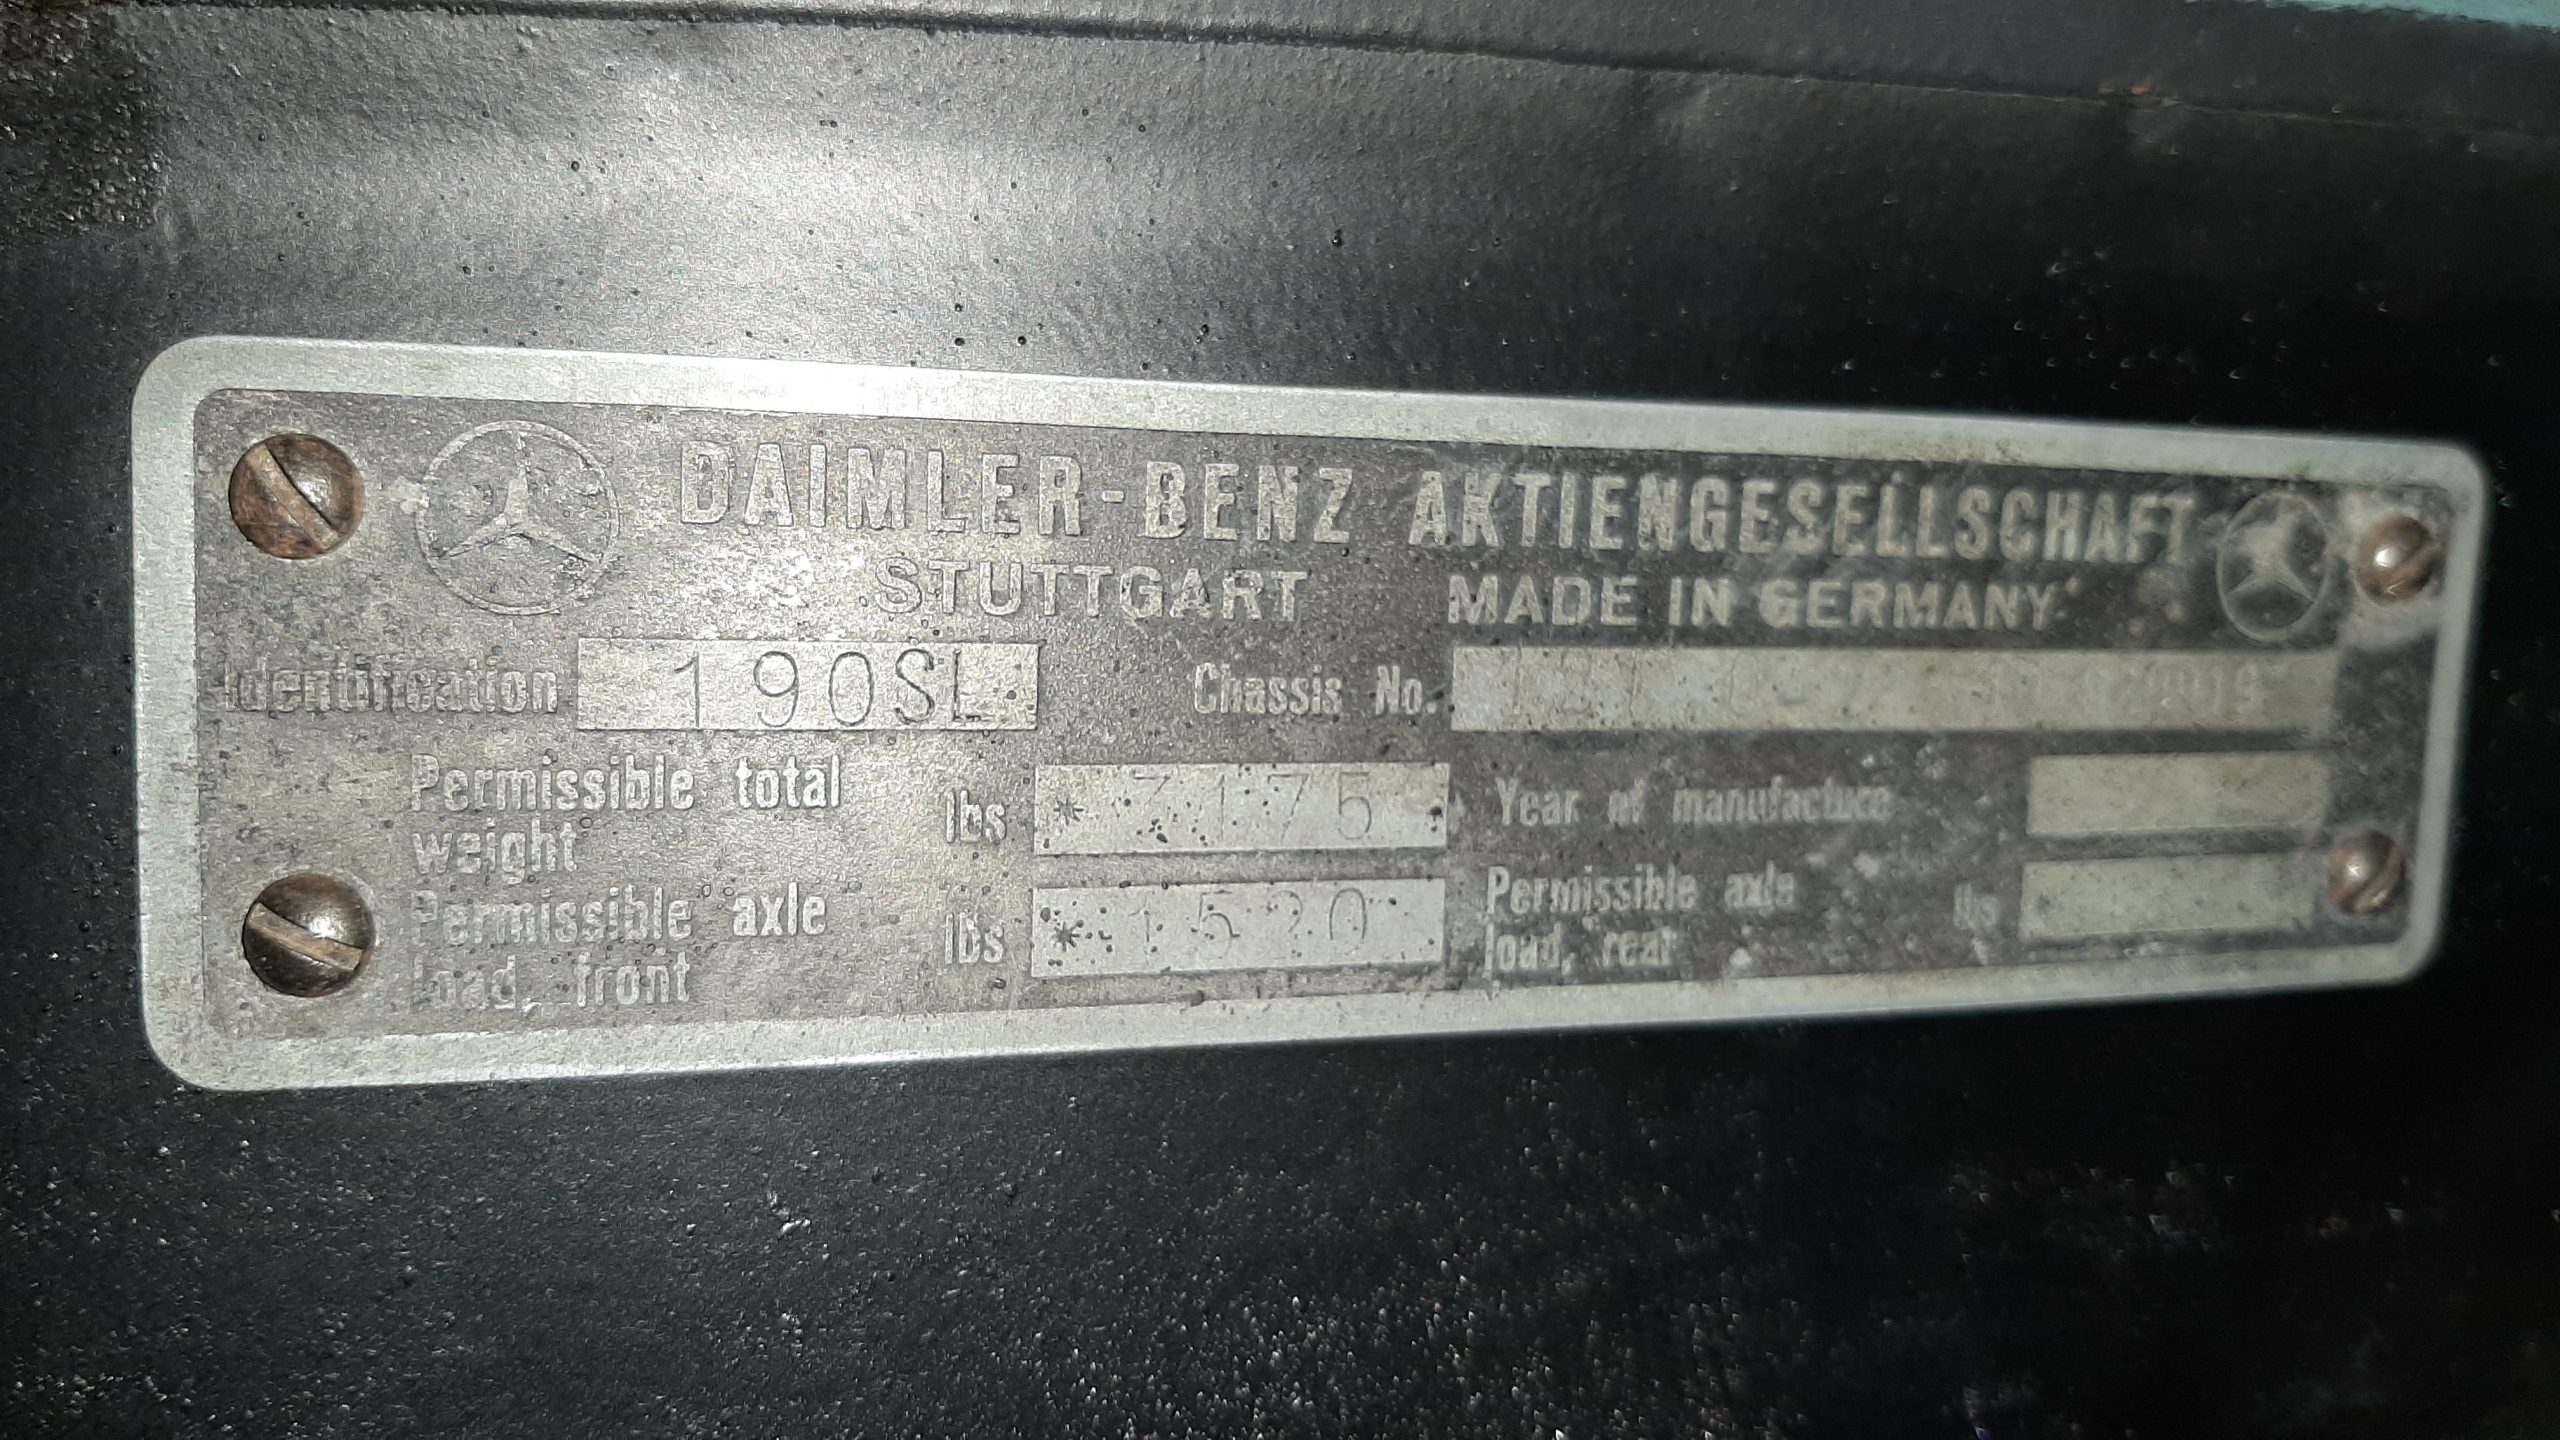 DAIMLER-BENZ AKTIENGESELLSCHAFT
STUTTGART MADE IN GERMANY
Identification 190SL Chassis No.
Permissible total weight lbs * 3175 Year of manufacture
Permissible axle load, front lbs * 1520 Permissible axle load, rear lbs